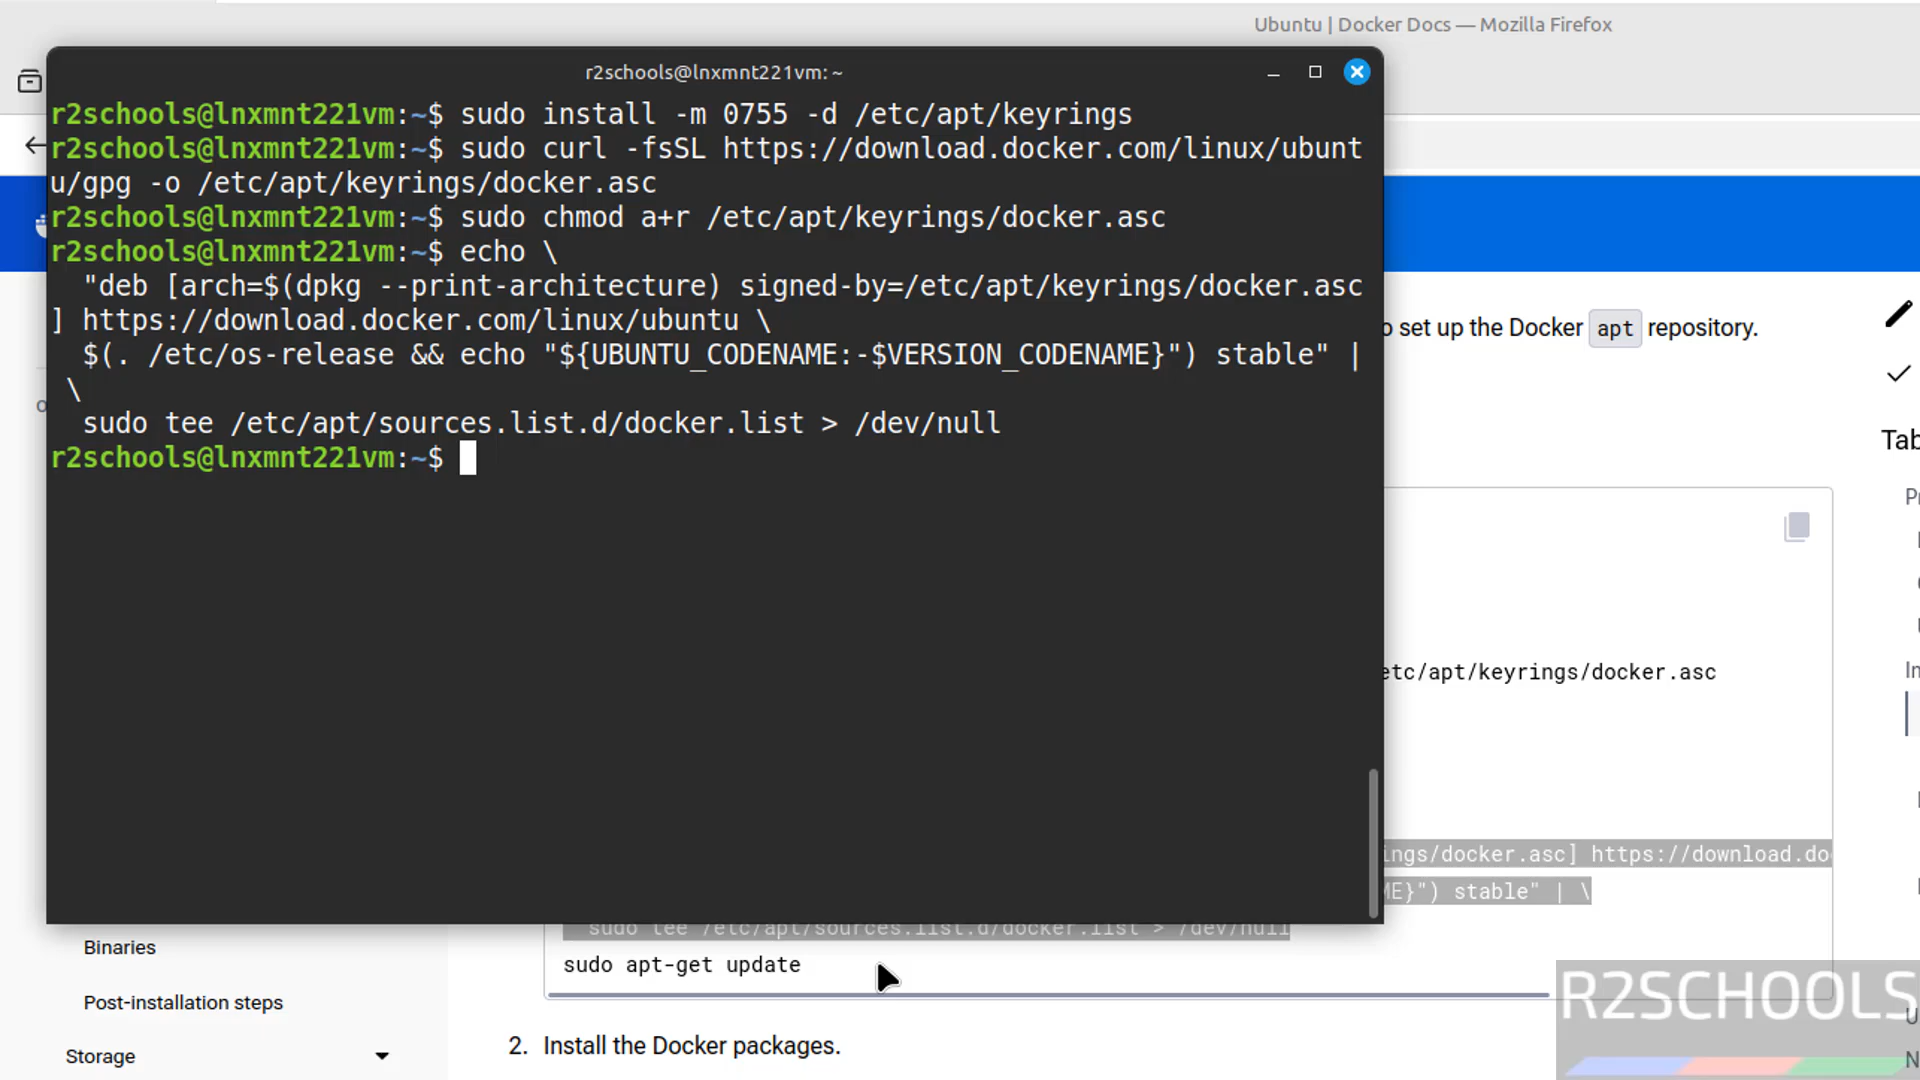 Ubuntu | Docker Docs — Mozilla Firefox
r2schools@lnxmnt221vm: ~
r2schools@lnxmnt221vm:~$ sudo install -m 0755 -d /etc/apt/keyrings
r2schools@lnxmnt221vm:~$ sudo curl -fsSL https://download.docker.com/linux/ubunt
u/gpg -o /etc/apt/keyrings/docker.asc
r2schools@lnxmnt221vm:~$ sudo chmod a+r /etc/apt/keyrings/docker.asc
r2schools@lnxmnt221vm:~$ echo \
"deb [arch=$(dpkg --print-architecture) signed-by=/etc/apt/keyrings/docker.asc
] https://download.docker.com/linux/ubuntu \
$(. /etc/os-release && echo "${UBUNTU_CODENAME:-$VERSION_CODENAME}") stable" |
\
sudo tee /etc/apt/sources.list.d/docker.list > /dev/null
r2schools@lnxmnt221vm:~$
o set up the Docker apt repository.
Tab
etc/apt/keyrings/docker.asc
ings/docker.asc] https://download.do
ME}") stable" | \
sudo tee /etc/apt/sources.list.d/docker.list > /dev/null
sudo apt-get update
2. Install the Docker packages.
Binaries
Post-installation steps
Storage
R2SCHOOLS